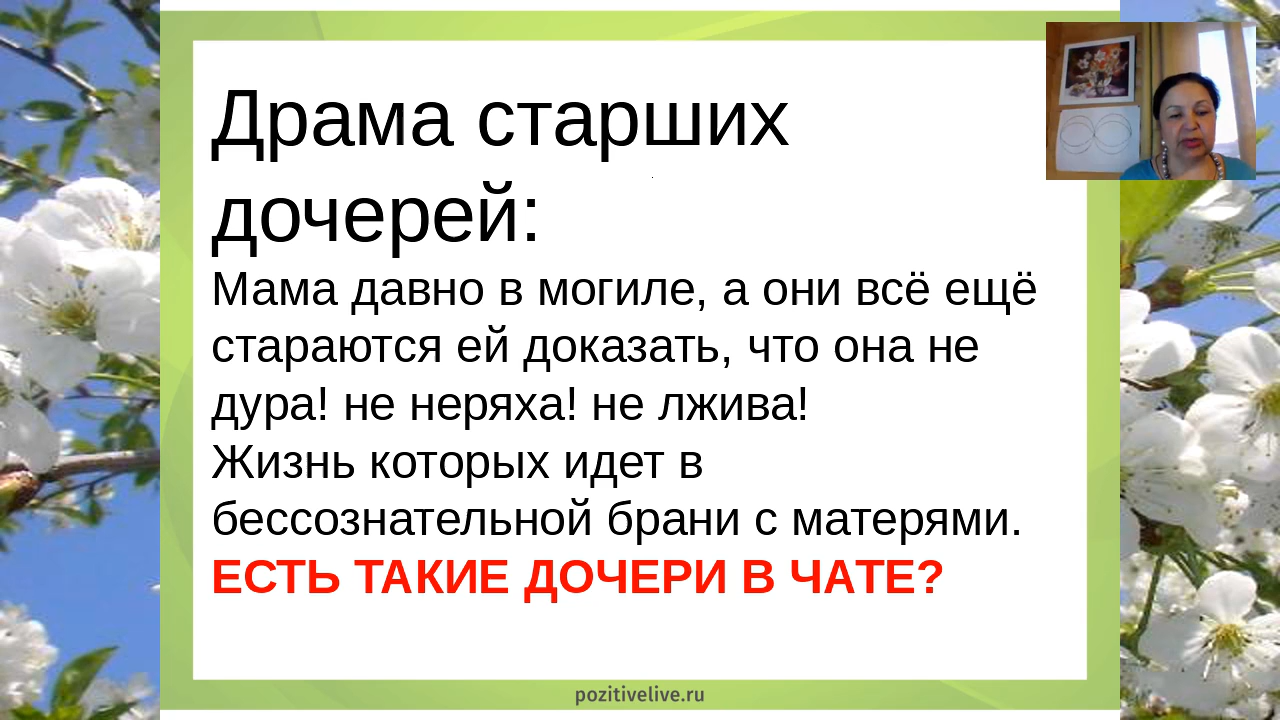 Драма старших
дочерей:
Мама давно в могиле, а они всё ещё
стараются ей доказать, что она не
дура! не неряха! не лжива!
Жизнь которых идет в
бессознательной брани с матерями.
ЕСТЬ ТАКИЕ ДОЧЕРИ В ЧАТЕ?
pozitivelive.ru